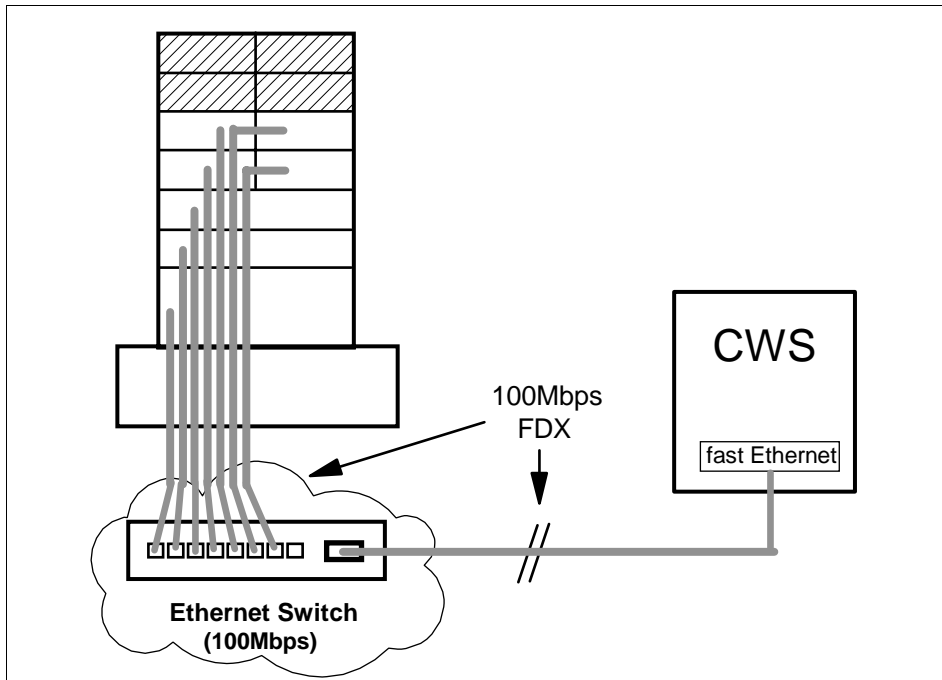 CWS
fast Ethernet
100Mbps
FDX
Ethernet Switch
(100Mbps)